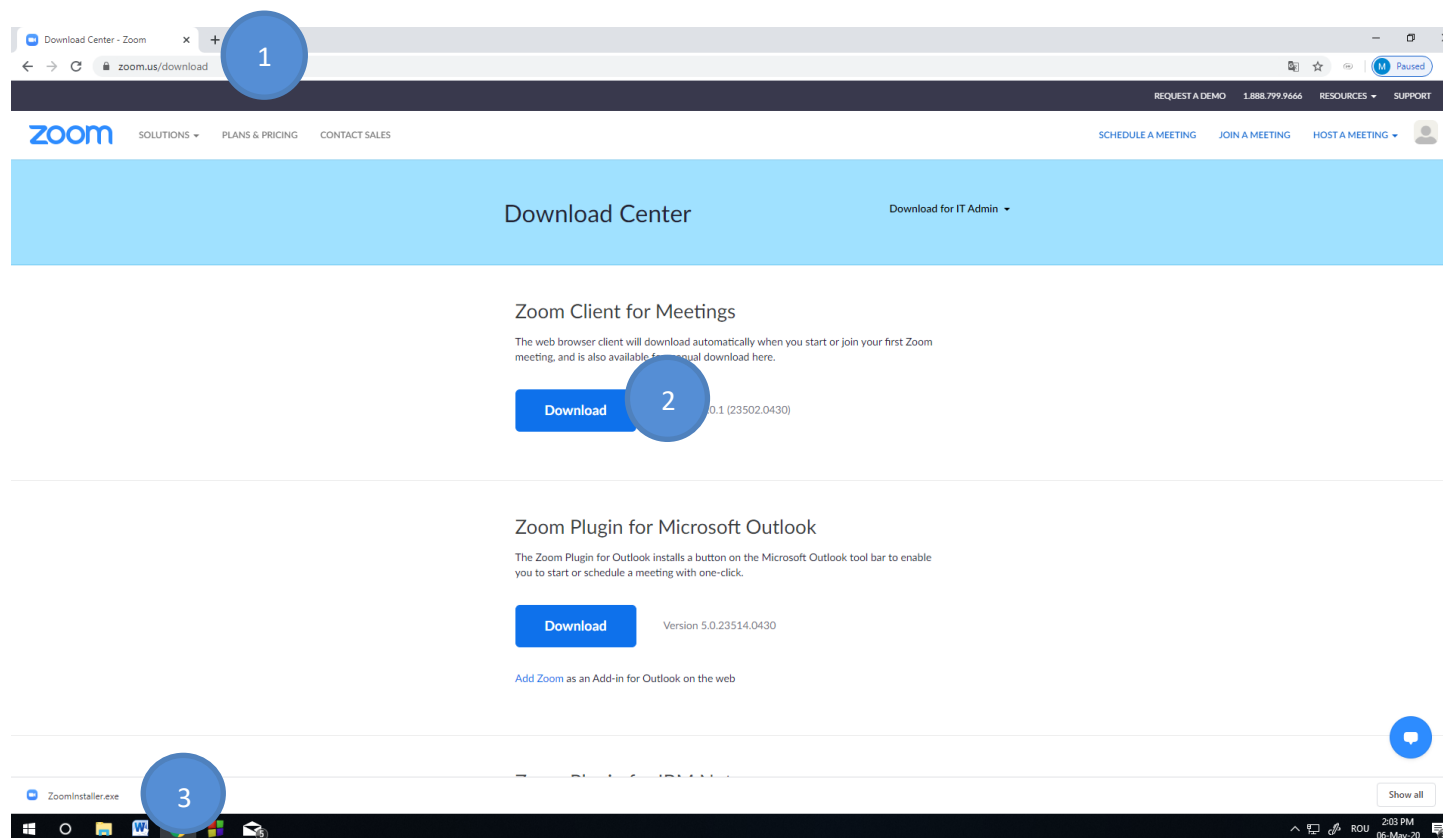 Download Center - Zoom
1
zoom.us/download
M Paused
REQUEST A DEMO 1.888.799.9666 RESOURCES SUPPORT
zoom SOLUTIONS PLANS & PRICING CONTACT SALES SCHEDULE A MEETING JOIN A MEETING HOST A MEETING
Download Center
Download for IT Admin
Zoom Client for Meetings
The web browser client will download automatically when you start or join your first Zoom
meeting, and is also available download here.
Download
2
0.1 (23502.0430)
Zoom Plugin for Microsoft Outlook
The Zoom Plugin for Outlook installs a button on the Microsoft Outlook tool bar to enable
you to start or schedule a meeting with one-click.
Download
Version 5.0.23514.0430
Add Zoom as an Add-in for Outlook on the web
ZoomInstaller.exe
3
Show all
5
ROU
2:03 PM
06-May-20